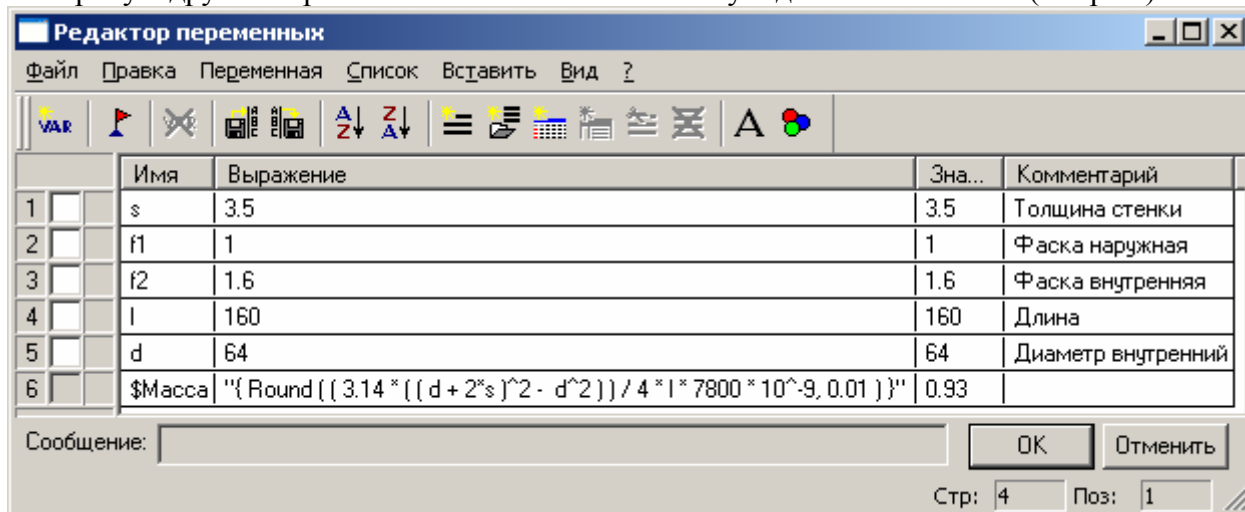 Редактор переменных
Файл Правка Переменная Список Вставить Вид ?
VAR A Z Z A A
Имя Выражение Зна... Комментарий
1 s 3.5 3.5 Толщина стенки
2 f1 1 1 Фаска наружная
3 f2 1.6 1.6 Фаска внутренняя
4 l 160 160 Длина
5 d 64 64 Диаметр внутренний
6 $Масса "{ Round ( ( 3.14 * ( ( d + 2*s )^2 - d^2 ) ) / 4 * l * 7800 * 10^-9, 0.01 ) }" 0.93
Сообщение: OK Отменить
Стр: 4 Поз: 1